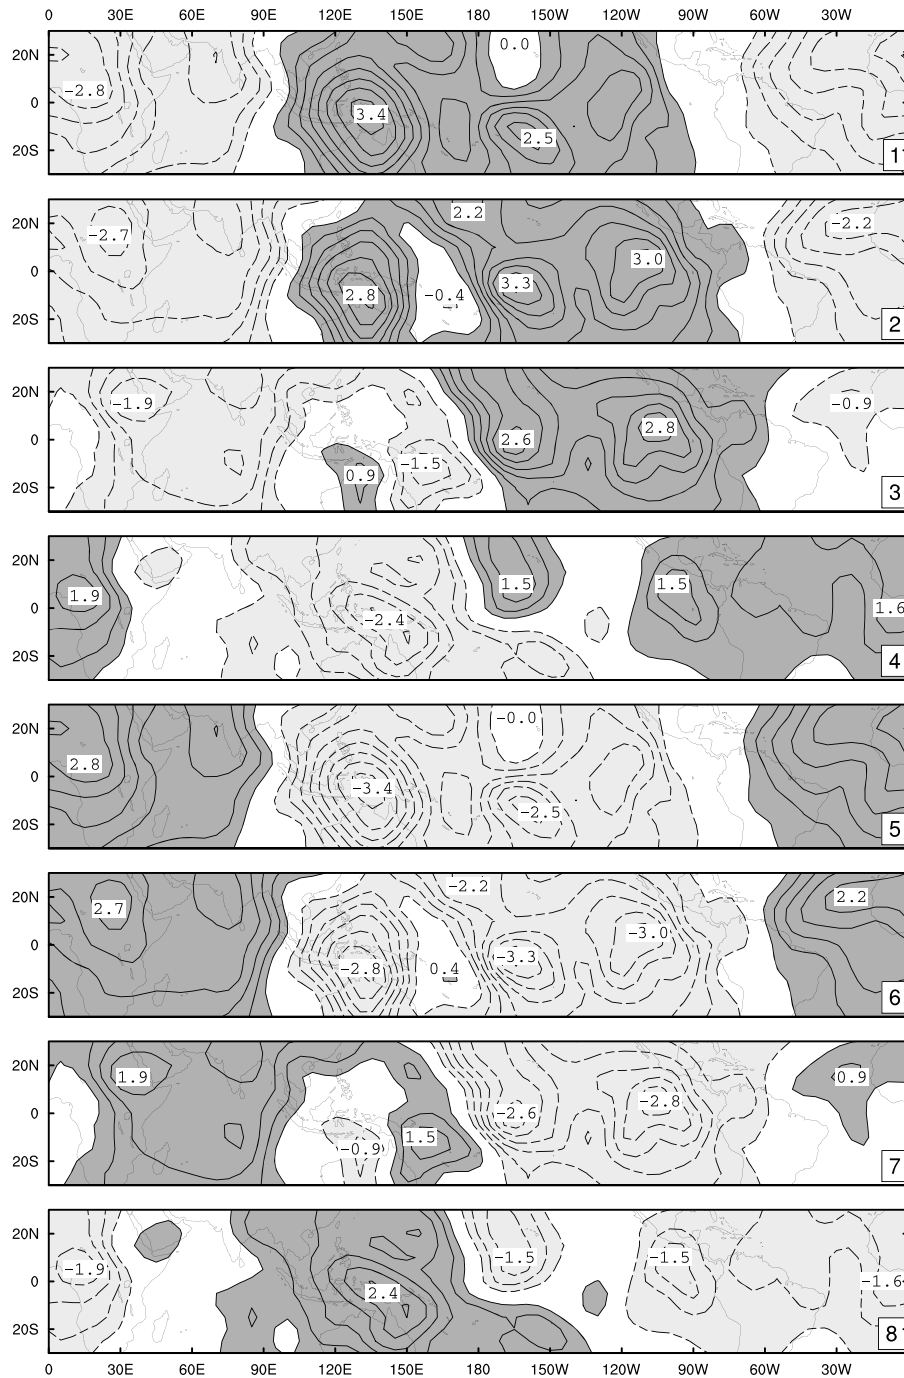 0 30E 60E 90E 120E 150E 180 150W 120W 90W 60W 30W
0.0
20N
-2.8
0
3.4
2.5
20S
1
2.2
-2.2
20N
-2.7
3.0
0
3.3
2.8 -0.4
20S
2
20N
-1.9 -0.9
2.8
0
2.6
-1.5
0.9
20S
3
20N
1.9 1.5 1.5
0
-2.4 1.6
20S
4
-0.0
20N
2.8
0
-3.4
-2.5
20S
5
-2.2
2.2
20N
2.7
-3.0
0
-3.3
-2.8 0.4
20S
6
20N
1.9 0.9
-2.8
0
-2.6
1.5
-0.9
20S
7
20N
-1.9 -1.5 -1.5
0
2.4 -1.6
20S
8
0 30E 60E 90E 120E 150E 180 150W 120W 90W 60W 30W